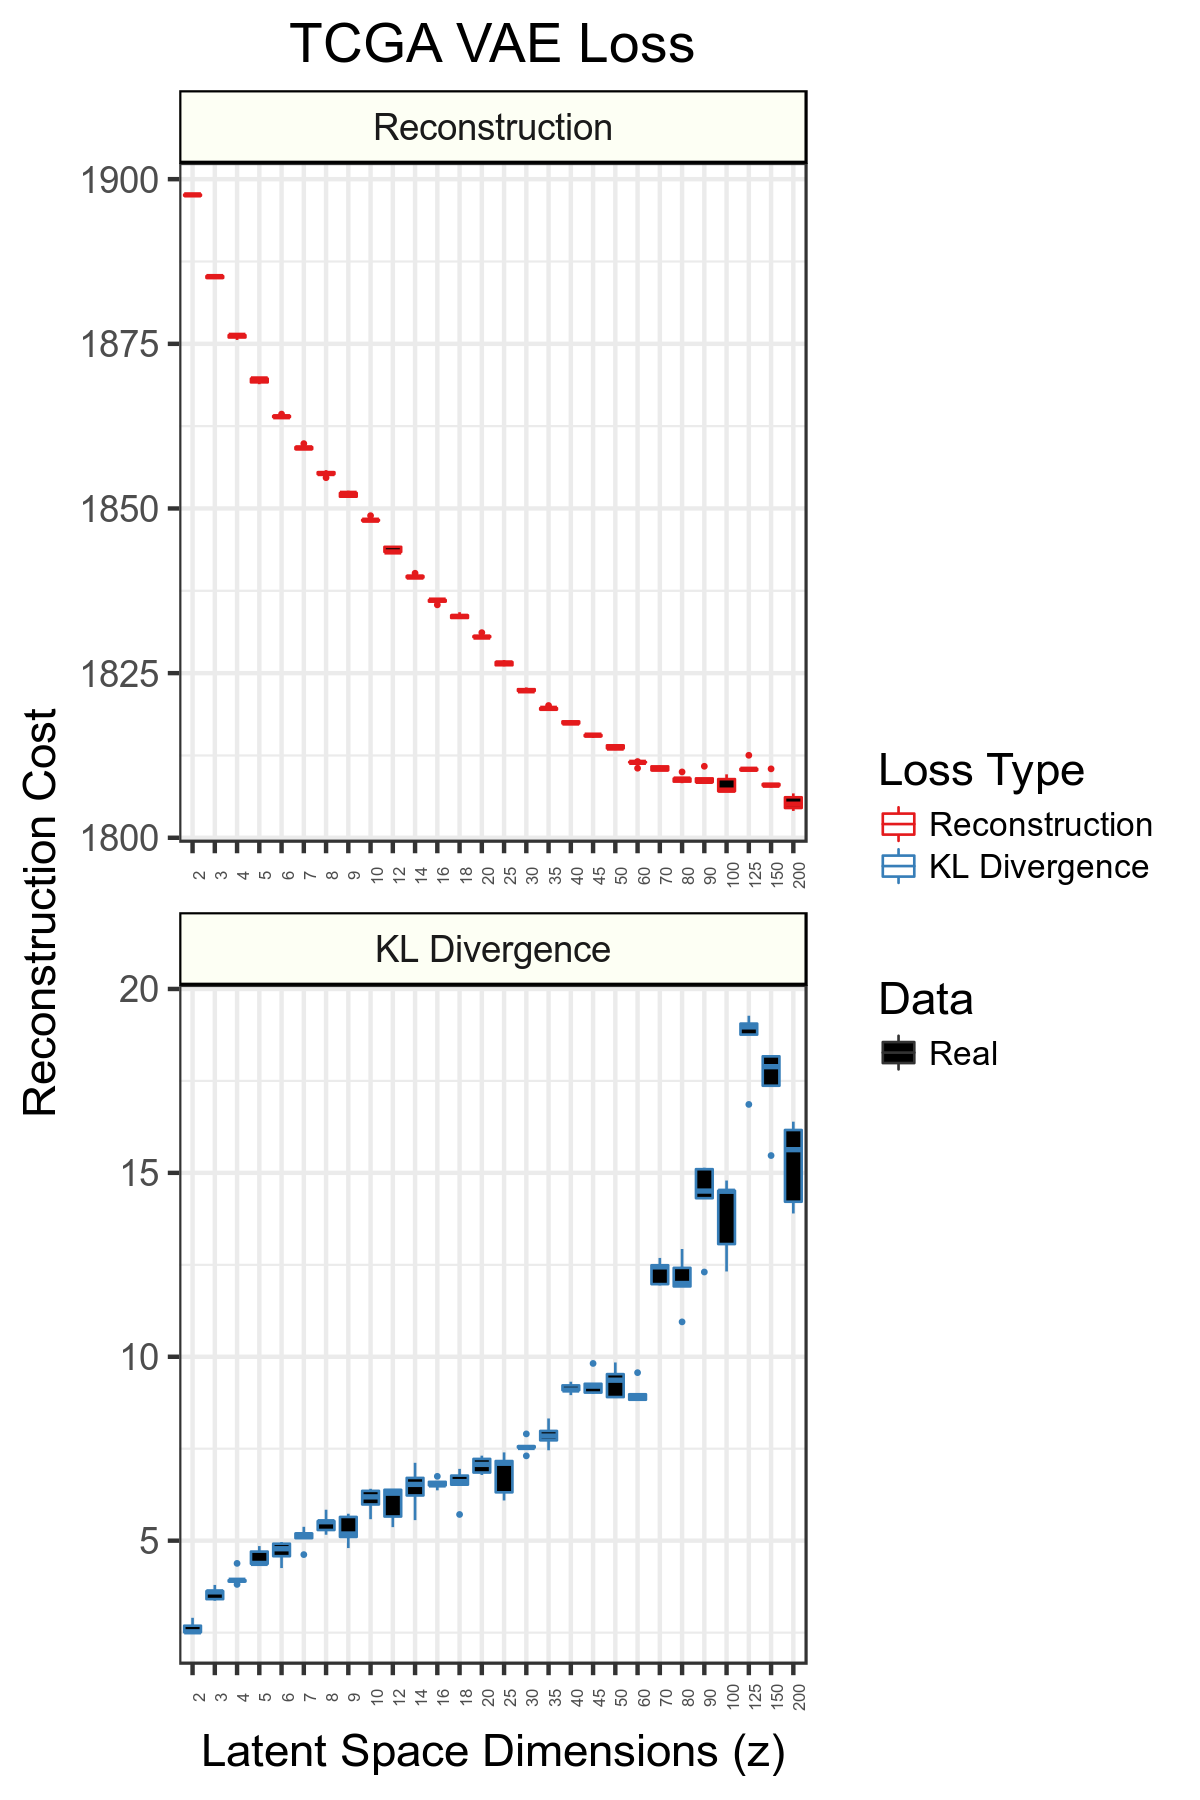 TCGA VAE Loss
Reconstruction
1900
1875
1850
1825
1800
2 3 4 5 6 7 8 9 10 12 14 16 18 20 25 30 35 40 45 50 60 70 80 90 100 125 150 200
Reconstruction Cost
KL Divergence
20
15
10
5
2 3 4 5 6 7 8 9 10 12 14 16 18 20 25 30 35 40 45 50 60 70 80 90 100 125 150 200
Latent Space Dimensions (z)
Loss Type
Reconstruction
KL Divergence
Data
Real